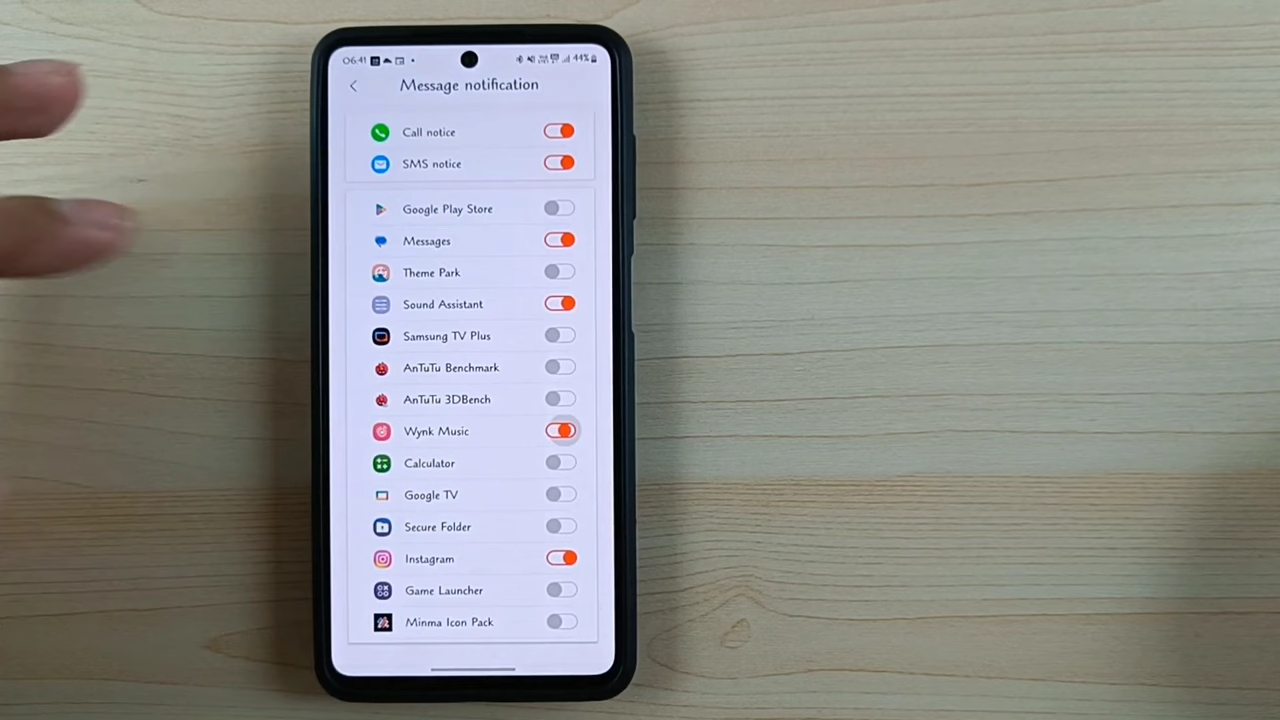 06:41 44%
Message notification
Call notice
SMS notice
Google Play Store
Messages
Theme Park
Sound Assistant
Samsung TV Plus
AnTuTu Benchmark
AnTuTu 3DBench
Wynk Music
Calculator
Google TV
Secure Folder
Instagram
Game Launcher
Minma Icon Pack